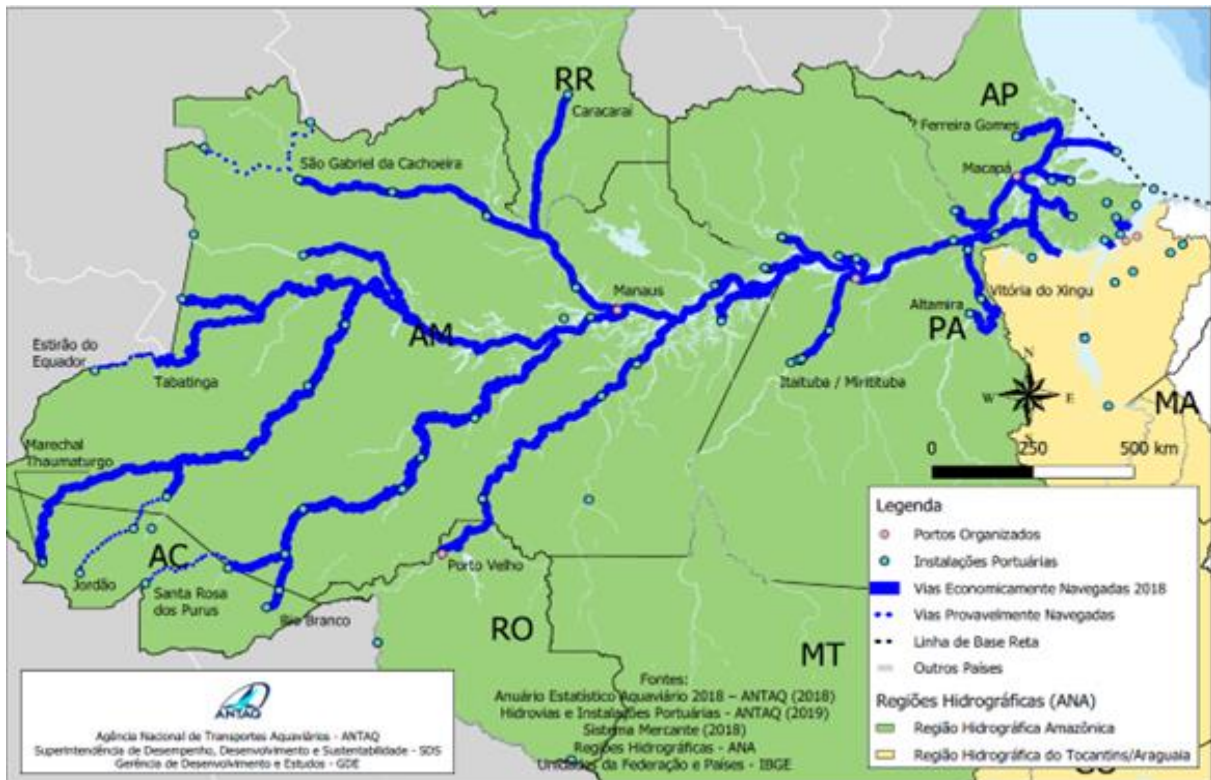 RR
AP
Caracaraí
Ferreira Gomes
São Gabriel da Cachoeira
Macapá
Manaus
Altamira
Vitória do Xingu
AM
PA
Estirão do
Equador
Tabatinga
Itaituba / Miritituba
N
W
E
MA
0
250
500 km
Marechal
Thaumaturgo
AC
Jordão
Santa Rosa
dos Purus
Rio Branco
Porto Velho
RO
MT
Legenda
Portos Organizados
Instalações Portuárias
Vias Economicamente Navegadas 2018
Vias Provavelmente Navegadas
Linha de Base Reta
Outros Países
Regiões Hidrográficas (ANA)
Região Hidrográfica Amazônica
Região Hidrográfica do Tocantins/Araguaia
Fontes:
Anuário Estatístico Aquaviário 2018 – ANTAQ (2018)
Hidrovias e Instalações Portuárias - ANTAQ (2019)
Sistema Mercante (2018)
Regiões Hidrográficas - ANA
Unidades da Federação e Países - IBGE
ANTAQ
Agência Nacional de Transportes Aquaviários - ANTAQ
Superintendência de Desempenho, Desenvolvimento e Sustentabilidade - SDS
Gerência de Desenvolvimento e Estudos - GDE